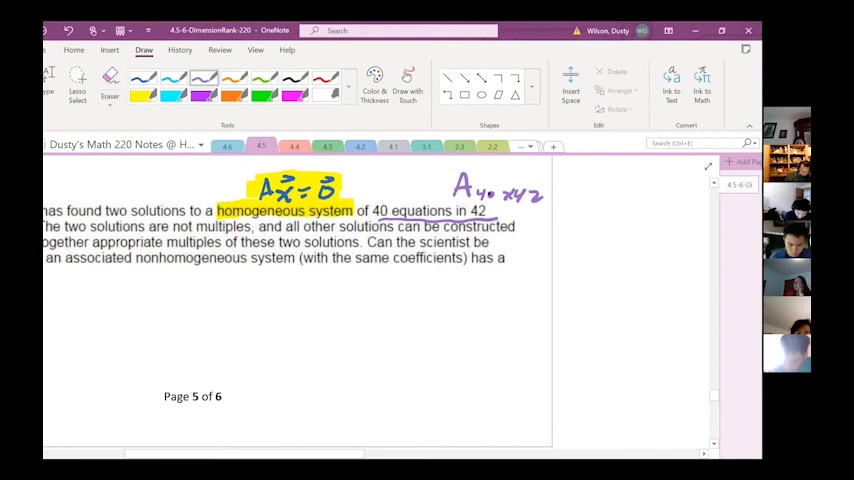 4.5-6-DimensionRank-220 - OneNote
Search
Wilson, Dusty
WD
Home Insert Draw History Review View Help
Type
Lasso Select
Eraser
Color & Thickness
Draw with Touch
Insert Space
Delete
Arrange
Rotate
Ink to Text
Ink to Math
Tools
Shapes
Edit
Convert
Dusty's Math 220 Notes @ H...
4.6 4.5 4.4 4.3 4.2 4.1 3.1 2.3 2.2
Search (Ctrl+E)
Add Pag
4.5-6-Di
Ax⃗ = 0⃗
A 40 x 42
has found two solutions to a homogeneous system of 40 equations in 42
The two solutions are not multiples, and all other solutions can be constructed
ogether appropriate multiples of these two solutions. Can the scientist be
an associated nonhomogeneous system (with the same coefficients) has a
Page 5 of 6